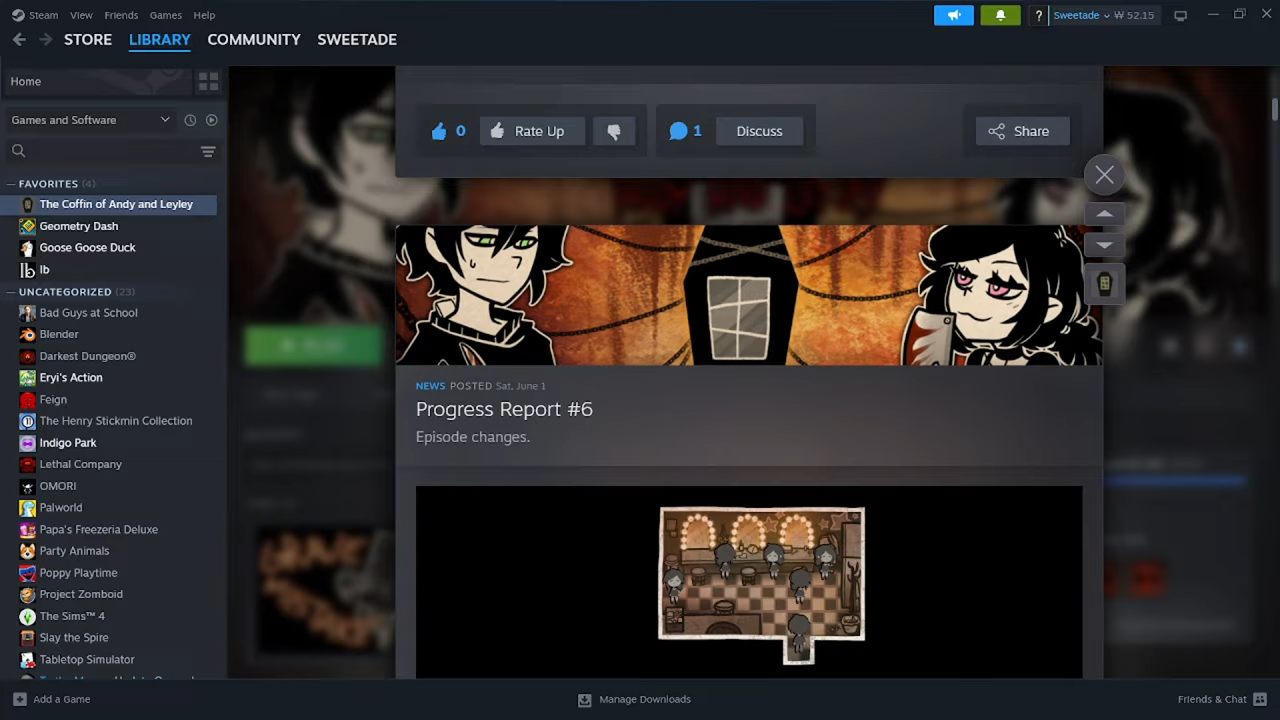 Steam View Friends Games Help
? Sweetade ₩ 52.15
STORE LIBRARY COMMUNITY SWEETADE
Home
Games and Software
FAVORITES (4)
The Coffin of Andy and Leyley
Geometry Dash
Goose Goose Duck
Ib
UNCATEGORIZED (23)
Bad Guys at School
Blender
Darkest Dungeon®
Eryi's Action
Feign
The Henry Stickmin Collection
Indigo Park
Lethal Company
OMORI
Palworld
Papa's Freezeria Deluxe
Party Animals
Poppy Playtime
Project Zomboid
The Sims™ 4
Slay the Spire
Tabletop Simulator
0 Rate Up 1 Discuss Share
NEWS POSTED Sat, June 1
Progress Report #6
Episode changes.
Add a Game Manage Downloads Friends & Chat